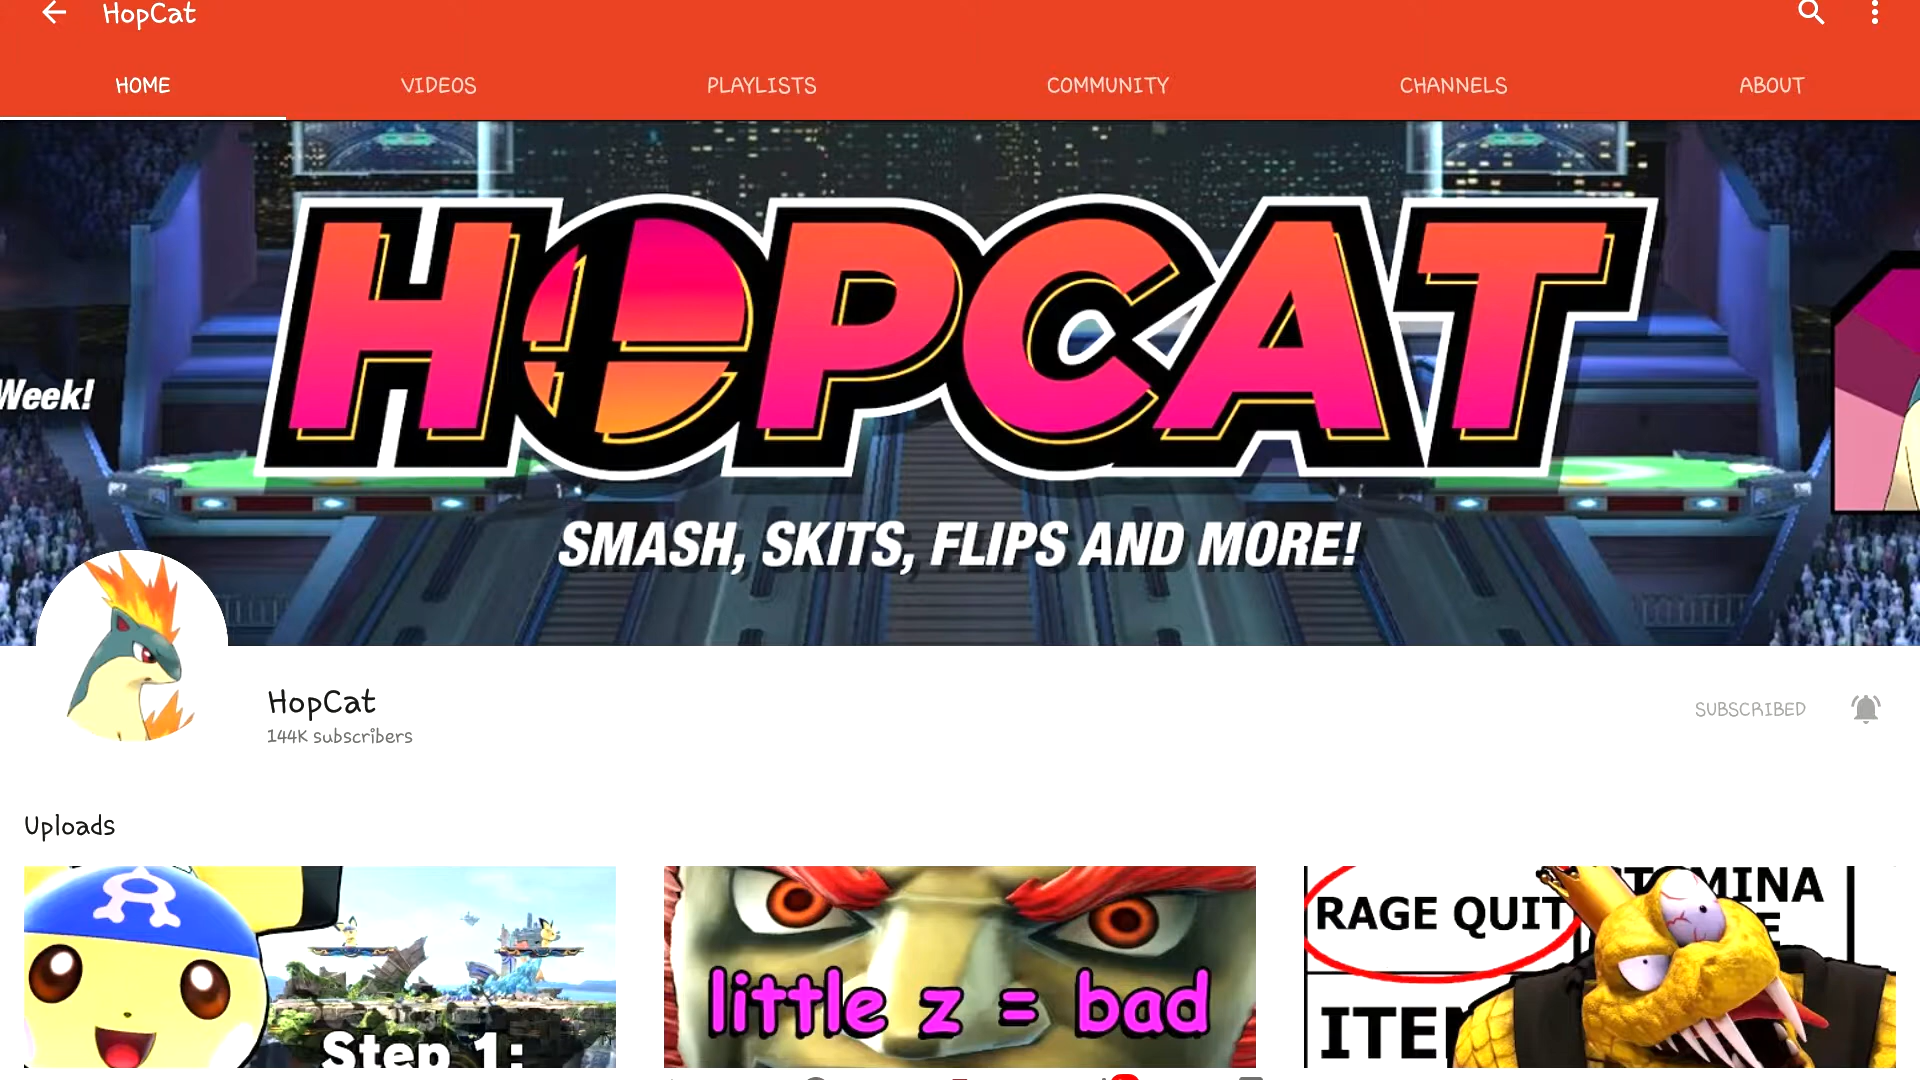 HopCat
HOME VIDEOS PLAYLISTS COMMUNITY CHANNELS ABOUT
HOPCAT
Week!
SMASH, SKITS, FLIPS AND MORE!
HopCat
144K subscribers
SUBSCRIBED
Uploads
Step 1:
little z = bad
RAGE QUIT